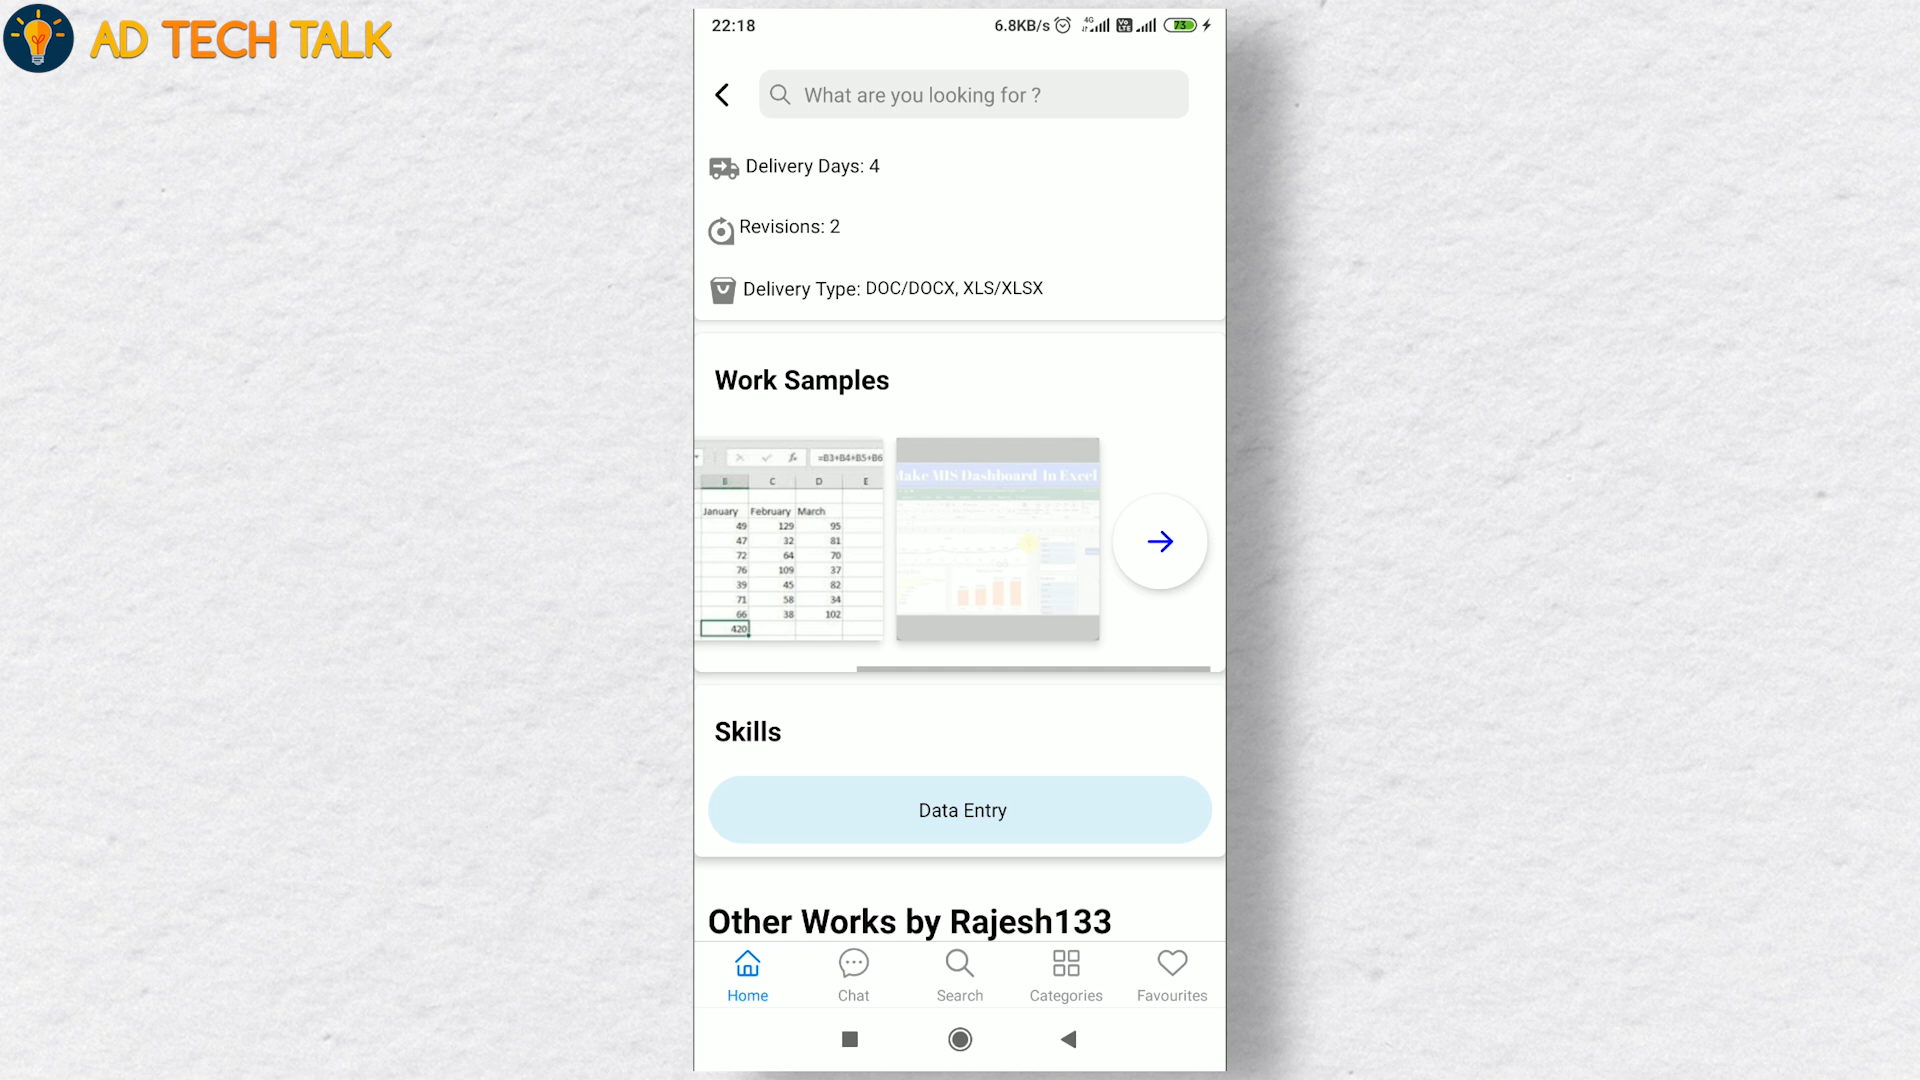 AD TECH TALK
22:18
6.8KB/s 4G Vo LTE 73
What are you looking for ?
Delivery Days: 4
Revisions: 2
Delivery Type: DOC/DOCX, XLS/XLSX
Work Samples
=B3+B4+B5+B6
B C D E
January February March
49 129 95
47 32 81
72 64 70
76 109 37
39 45 82
71 58 34
66 38 102
420
Make MIS Dashboard In Excel
Skills
Data Entry
Other Works by Rajesh133
Home Chat Search Categories Favourites